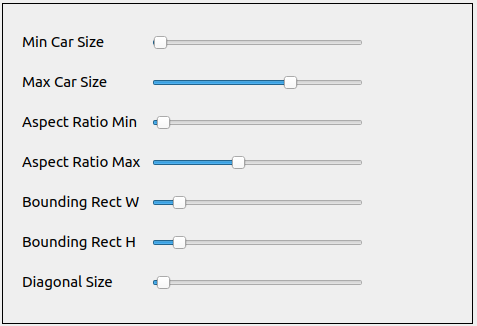 Min Car Size
Max Car Size
Aspect Ratio Min
Aspect Ratio Max
Bounding Rect W
Bounding Rect H
Diagonal Size